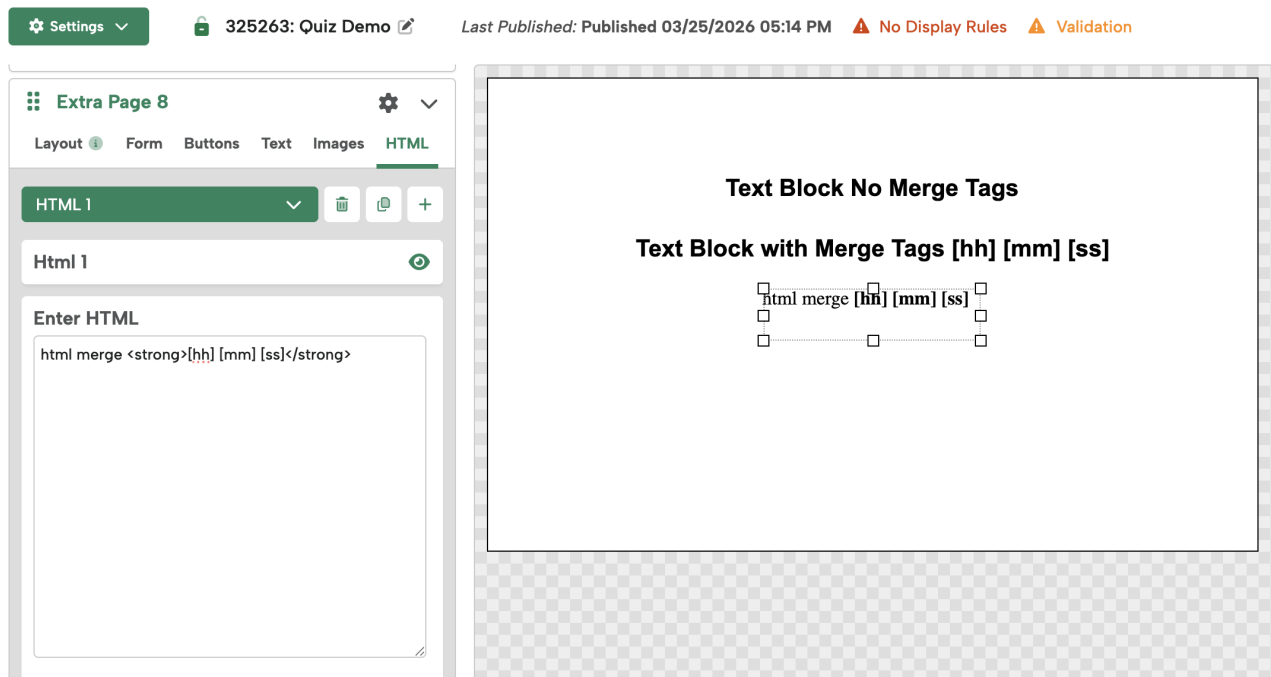 Settings
325263: Quiz Demo
Last Published: Published 03/25/2026 05:14 PM
No Display Rules
Validation
Extra Page 8
Layout
Form
Buttons
Text
Images
HTML
HTML 1
Html 1
Enter HTML
html merge <strong>[hh] [mm] [ss]</strong>
Text Block No Merge Tags
Text Block with Merge Tags [hh] [mm] [ss]
html merge [hh] [mm] [ss]